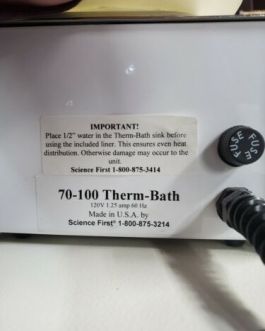 IMPORTANT!
Place 1/2" water in the Therm-Bath sink before
using the included liner. This ensures even heat
distribution. Otherwise damage may occur to the
unit.
Science First 1-800-875-3414
FUSE FUSE
70-100 Therm-Bath
120V 1.25 amp 60 Hz
Made in U.S.A. by
Science First® 1-800-875-3214